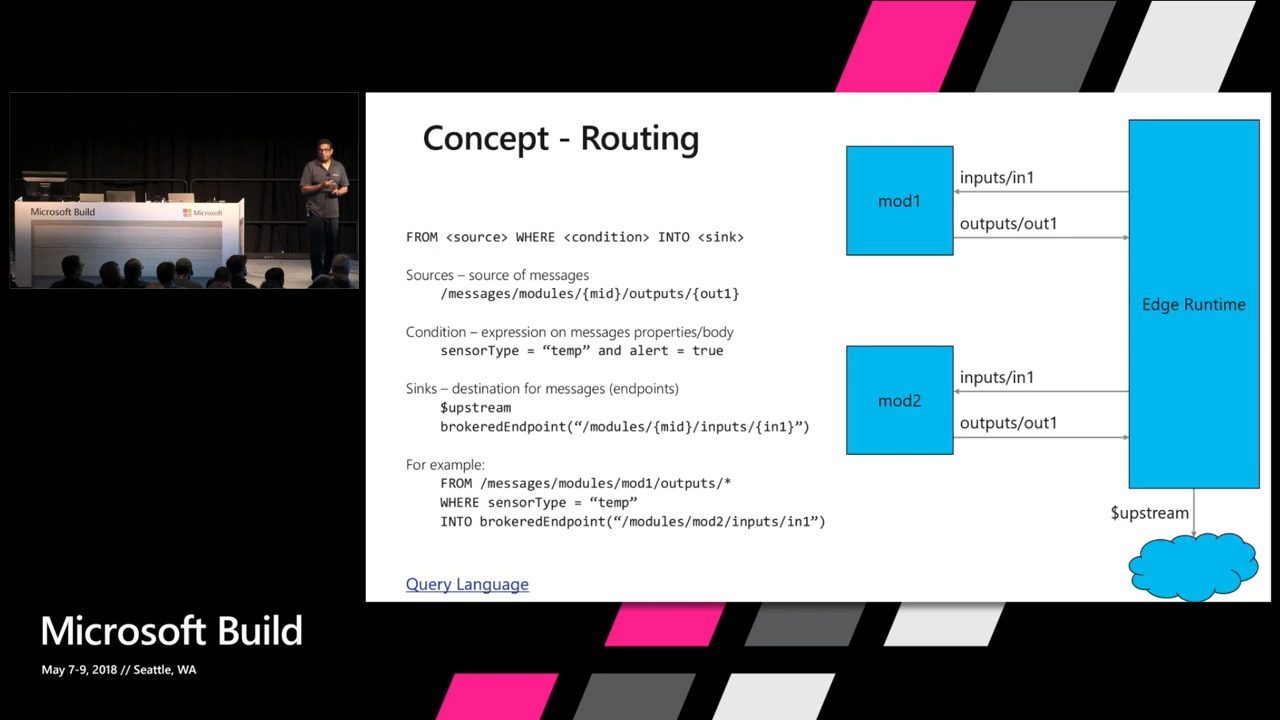 Concept - Routing
FROM <source> WHERE <condition> INTO <sink>
Sources – source of messages
/messages/modules/{mid}/outputs/{out1}
Condition – expression on messages properties/body
sensorType = “temp” and alert = true
Sinks – destination for messages (endpoints)
$upstream
brokeredEndpoint(“/modules/{mid}/inputs/{in1}”)
For example:
FROM /messages/modules/mod1/outputs/*
WHERE sensorType = “temp”
INTO brokeredEndpoint(“/modules/mod2/inputs/in1”)
Query Language
mod1
inputs/in1
outputs/out1
Edge Runtime
mod2
inputs/in1
outputs/out1
$upstream
Microsoft Build
Microsoft
Microsoft Build
May 7-9, 2018 // Seattle, WA